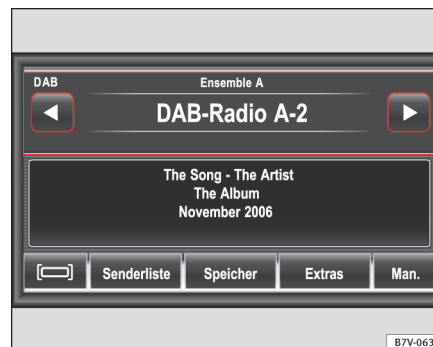 DAB
Ensemble A
DAB-Radio A-2
The Song - The Artist
The Album
November 2006
Senderliste Speicher Extras Man.
B7V-063